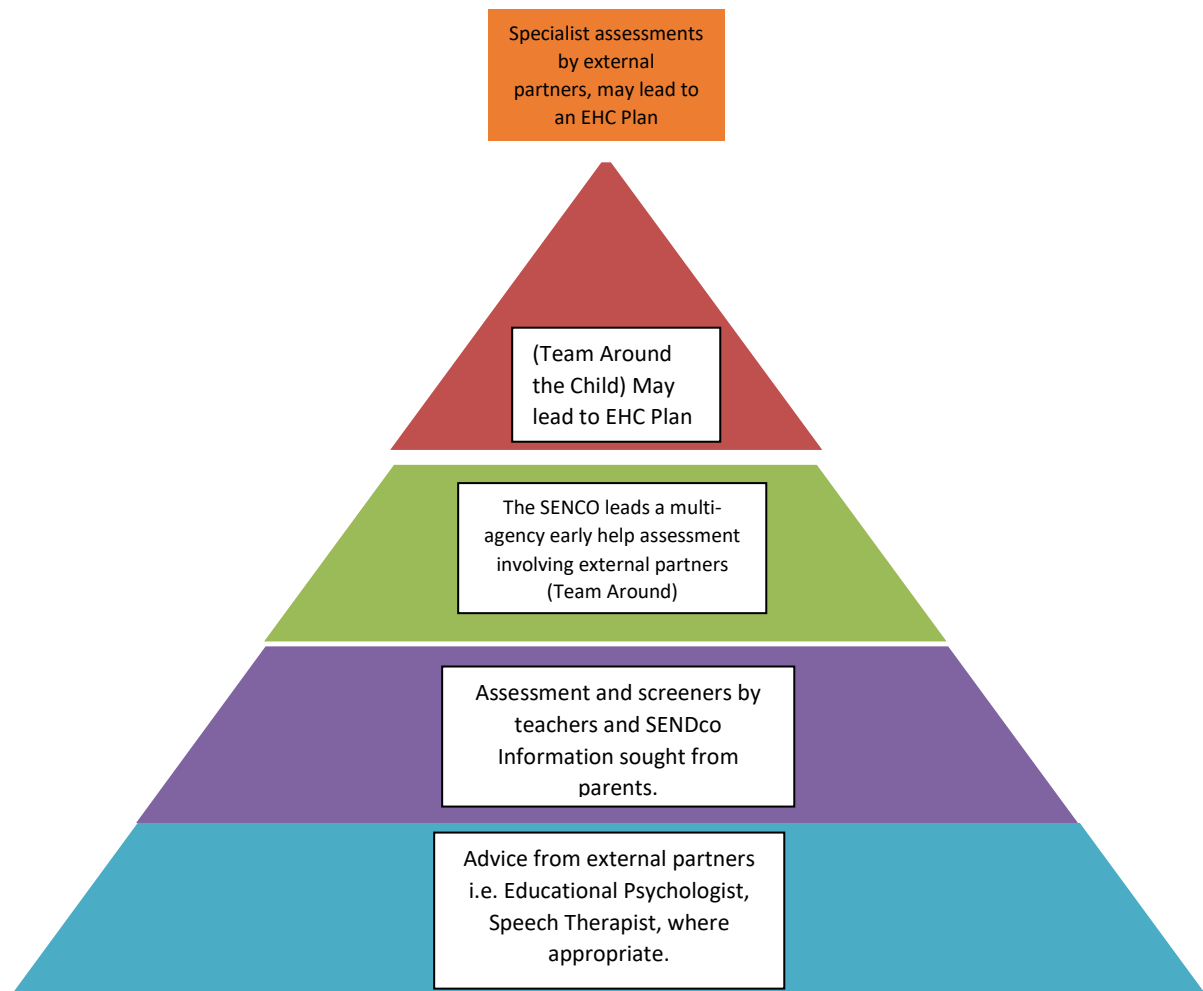 Specialist assessments
by external
partners, may lead to
an EHC Plan
(Team Around
the Child) May
lead to EHC Plan
The SENCO leads a multi-
agency early help assessment
involving external partners
(Team Around)
Assessment and screeners by
teachers and SENDco
Information sought from
parents.
Advice from external partners
i.e. Educational Psychologist,
Speech Therapist, where
appropriate.